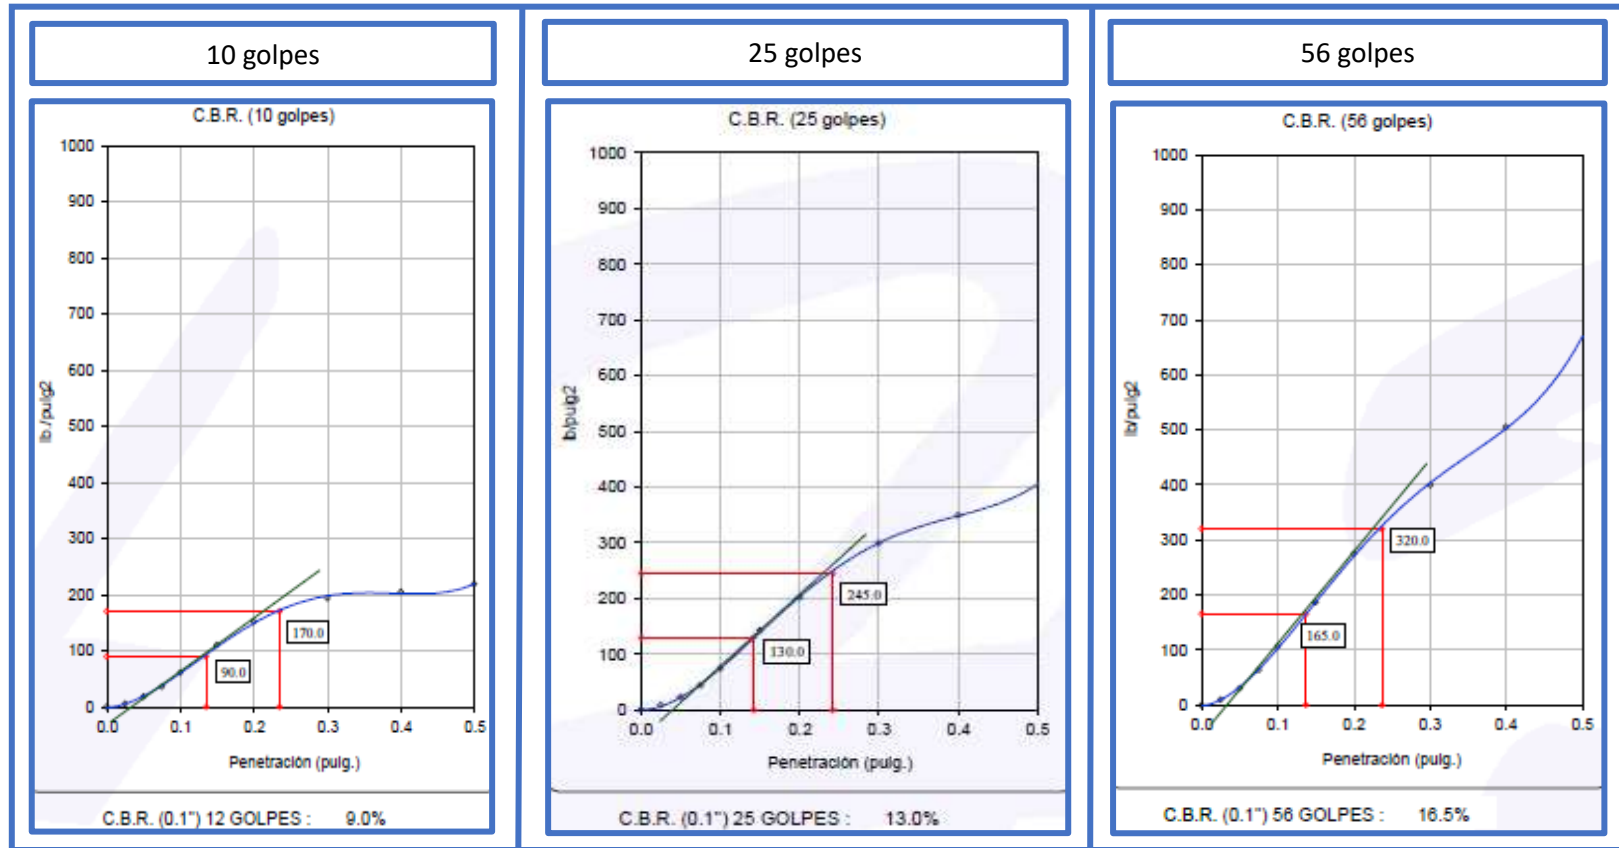 10 golpes
C.B.R. (10 golpes)
1000
900
800
700
600
500
400
300
200
100
0
lb./pulg2
170.0
90.0
0.0 0.1 0.2 0.3 0.4 0.5
Penetración (pulg.)
C.B.R. (0.1") 12 GOLPES : 9.0%
25 golpes
C.B.R. (25 golpes)
1000
900
800
700
600
500
400
300
200
100
0
lb/pulg2
245.0
130.0
0.0 0.1 0.2 0.3 0.4 0.5
Penetración (pulg.)
C.B.R. (0.1") 25 GOLPES : 13.0%
56 golpes
C.B.R. (56 golpes)
1000
900
800
700
600
500
400
300
200
100
0
lb/pulg2
320.0
165.0
0.0 0.1 0.2 0.3 0.4 0.5
Penetración (pulg.)
C.B.R. (0.1") 56 GOLPES : 16.5%